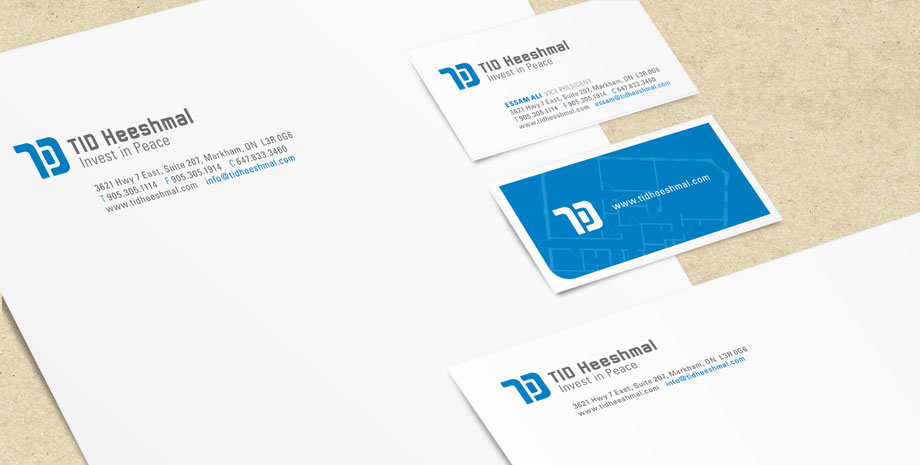 TID Heeshmal
Invest in Peace
3621 Hwy 7 East, Suite 207, Markham, ON L3R 0G6
T 905.305.1114 F 905.305.1914 C 647.833.3460
www.tidheeshmal.com info@tidheeshmal.com
TID Heeshmal
Invest in Peace
ESSAM ALI VICE PRESIDENT
3621 Hwy 7 East, Suite 207, Markham, ON L3R 0G6
T 905.305.1114 F 905.305.1914 C 647.833.3460
www.tidheeshmal.com essam@tidheeshmal.com
www.tidheeshmal.com
TID Heeshmal
Invest in Peace
3621 Hwy 7 East, Suite 207, Markham, ON L3R 0G6
www.tidheeshmal.com info@tidheeshmal.com